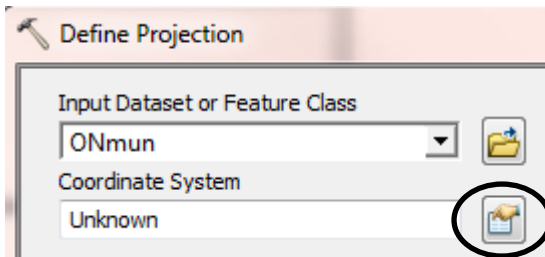 Define Projection
Input Dataset or Feature Class
ONmun
Coordinate System
Unknown